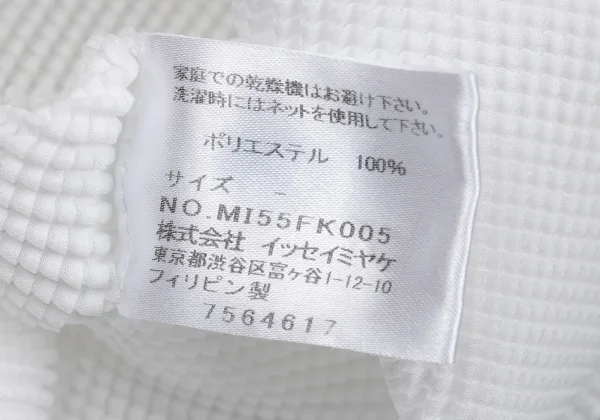 家庭での乾燥機はお避け下さい。
洗濯時にはネットを使用して下さい。
ポリエステル 100%
サイズ -
NO.MI55FK005
株式会社 イッセイミヤケ
東京都渋谷区富ヶ谷1-12-10
フィリピン製
7564617